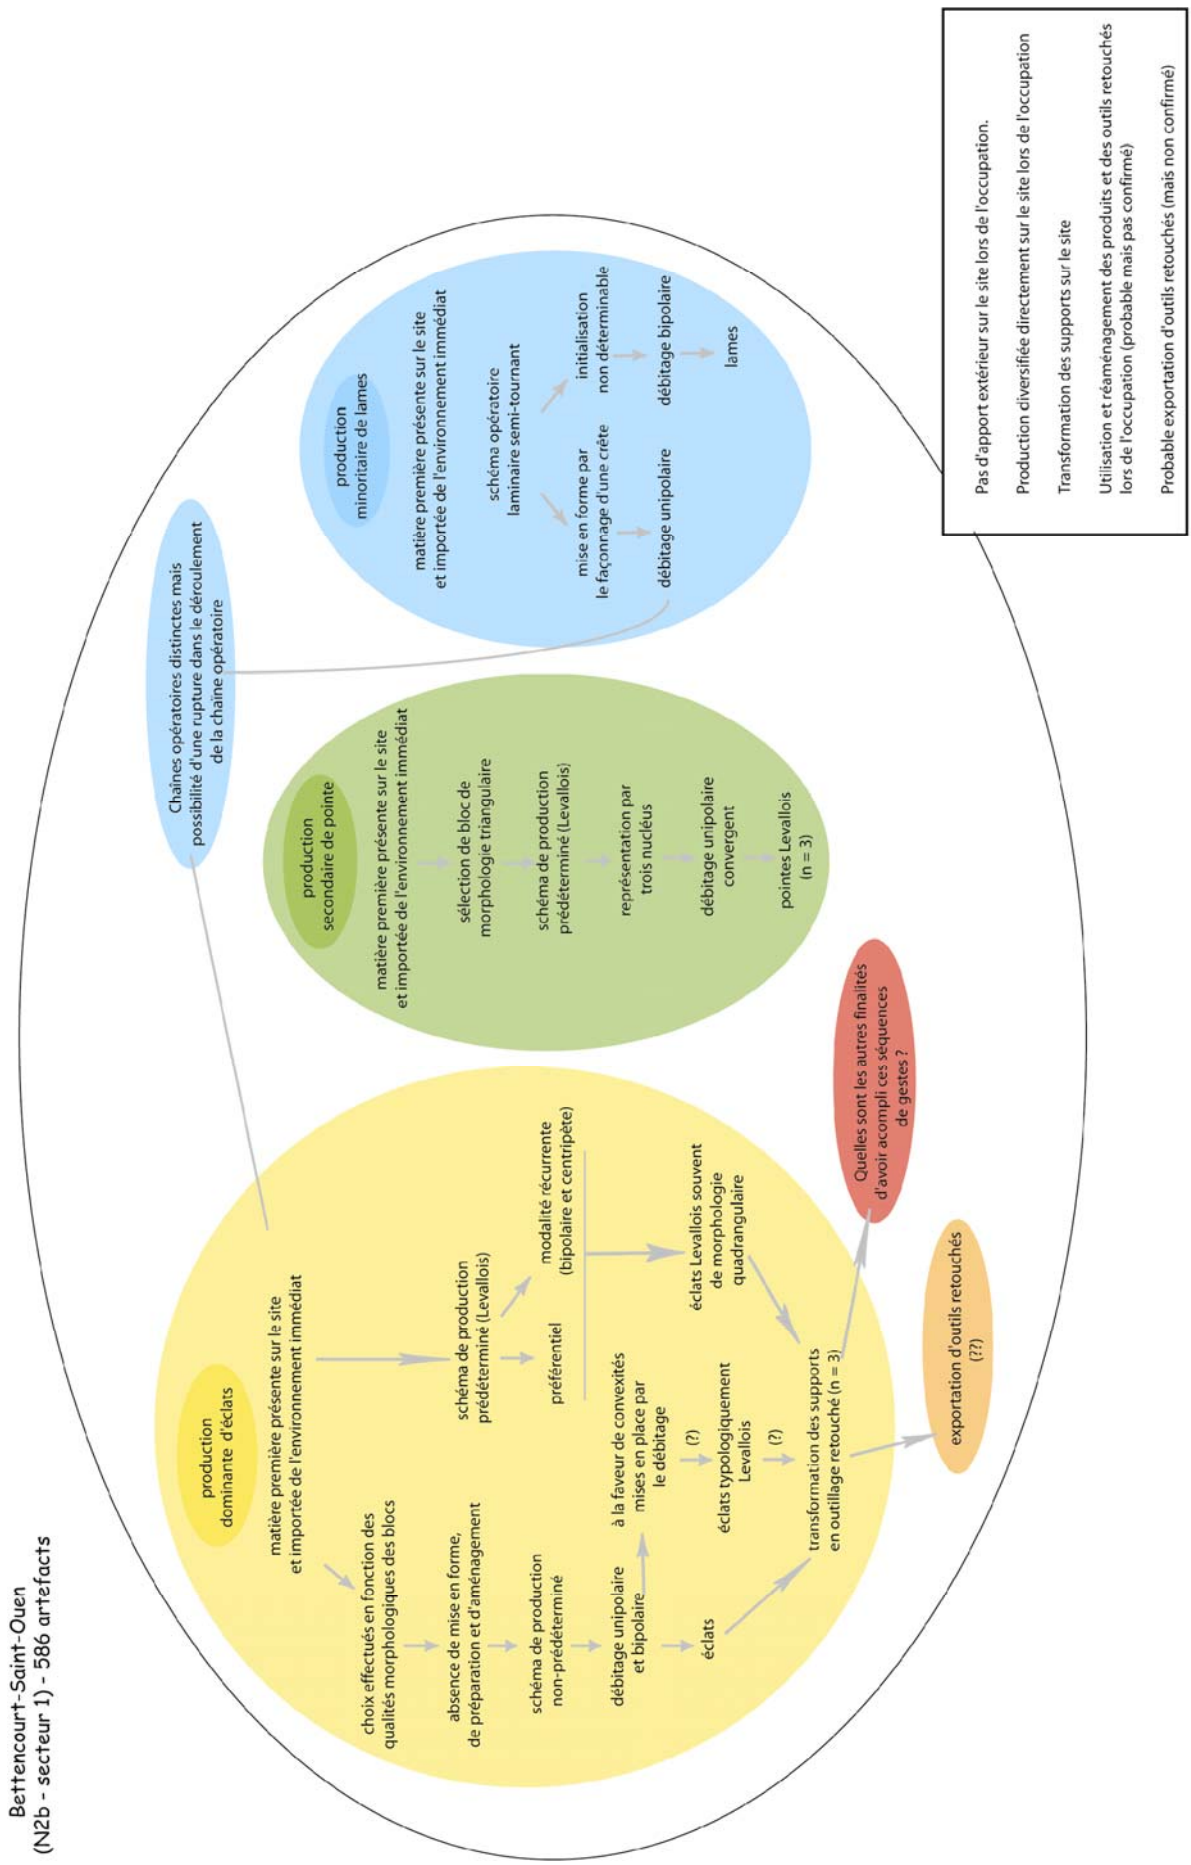 Bettencourt-Saint-Ouen
(N2b - secteur 1) - 586 artefacts
Chaînes opératoires distinctes mais
possibilité d'une rupture dans le déroulement
de la chaîne opératoire
production
dominante d'éclats
matière première présente sur le site
et importée de l'environnement immédiat
choix effectués en fonction des
qualités morphologiques des blocs
absence de mise en forme,
de préparation et d'aménagement
schéma de production
non-prédéterminé
débitage unipolaire
et bipolaire
éclats
à la faveur de convexités
mises en place par
le débitage
(?)
éclats typologiquement
Levallois
(?)
schéma de production
prédéterminé (Levallois)
préférentiel
modalité récurrente
(bipolaire et centripète)
éclats Levallois souvent
de morphologie
quadrangulaire
transformation des supports
en outillage retouché (n = 3)
exportation d'outils retouchés
(??)
Quelles sont les autres finalités
d'avoir acompli ces séquences
de gestes ?
production
secondaire de pointe
matière première présente sur le site
et importée de l'environnement immédiat
sélection de bloc de
morphologie triangulaire
schéma de production
prédéterminé (Levallois)
représentation par
trois nucléus
débitage unipolaire
convergent
pointes Levallois
(n = 3)
production
minoritaire de lames
matière première présente sur le site
et importée de l'environnement immédiat
schéma opératoire
laminaire semi-tournant
mise en forme par
le façonnage d'une crête
débitage unipolaire
initialisation
non déterminable
débitage bipolaire
lames
Pas d'apport extérieur sur le site lors de l'occupation.
Production diversifiée directement sur le site lors de l'occupation
Transformation des supports sur le site
Utilisation et réaménagement des produits et des outils retouchés
lors de l'occupation (probable mais pas confirmé)
Probable exportation d'outils retouchés (mais non confirmé)